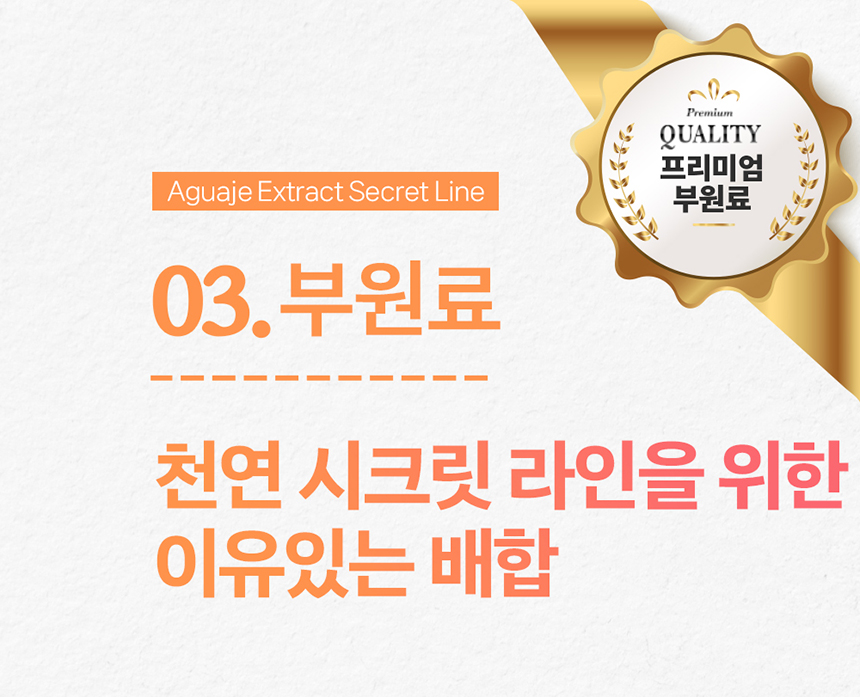 Premium
QUALITY
프리미엄
부원료
Aguaje Extract Secret Line
03. 부원료
천연 시크릿 라인을 위한
이유있는 배합